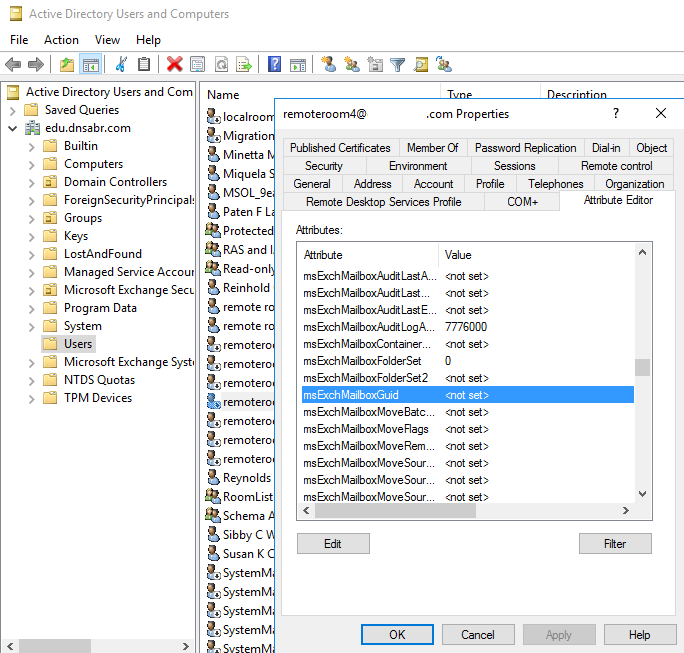 Active Directory Users and Computers
File Action View Help
Active Directory Users and Com
Saved Queries
edu.dnsabr.com
Builtin
Computers
Domain Controllers
ForeignSecurityPrincipals
Groups
Keys
LostAndFound
Managed Service Accour
Microsoft Exchange Secu
Program Data
System
Users
Microsoft Exchange Syst
NTDS Quotas
TPM Devices
Name Type Description
localroom
Migration
Minetta M
Miquela S
MSOL_9ea
Paten F La
Protected
RAS and I
Read-only
Reinhold
remote ro
remote ro
remoteroo
remoteroo
remoteroo
remoteroo
remoteroo
remoteroo
remoteroo
Reynolds
RoomList
Schema A
Sibby C W
Susan K C
SystemMa
SystemMa
SystemMa
SystemMa
SystemMa
remoteroom4@ .com Properties ?
Published Certificates Member Of Password Replication Dial-in Object
Security Environment Sessions Remote control
General Address Account Profile Telephones Organization
Remote Desktop Services Profile COM+ Attribute Editor
Attributes:
Attribute Value
msExchMailboxAuditLastA... <not set>
msExchMailboxAuditLast... <not set>
msExchMailboxAuditLastE... <not set>
msExchMailboxAuditLogA... 7776000
msExchMailboxContainer... <not set>
msExchMailboxFolderSet 0
msExchMailboxFolderSet2 <not set>
msExchMailboxGuid <not set>
msExchMailboxMoveBatc... <not set>
msExchMailboxMoveFlags <not set>
msExchMailboxMoveRem... <not set>
msExchMailboxMoveSour... <not set>
msExchMailboxMoveSour... <not set>
msExchMailboxMoveSour... <not set>
Edit Filter
OK Cancel Apply Help